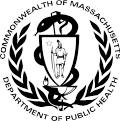 COMMONWEALTH OF MASSACHUSETTS
DEPARTMENT OF PUBLIC HEALTH